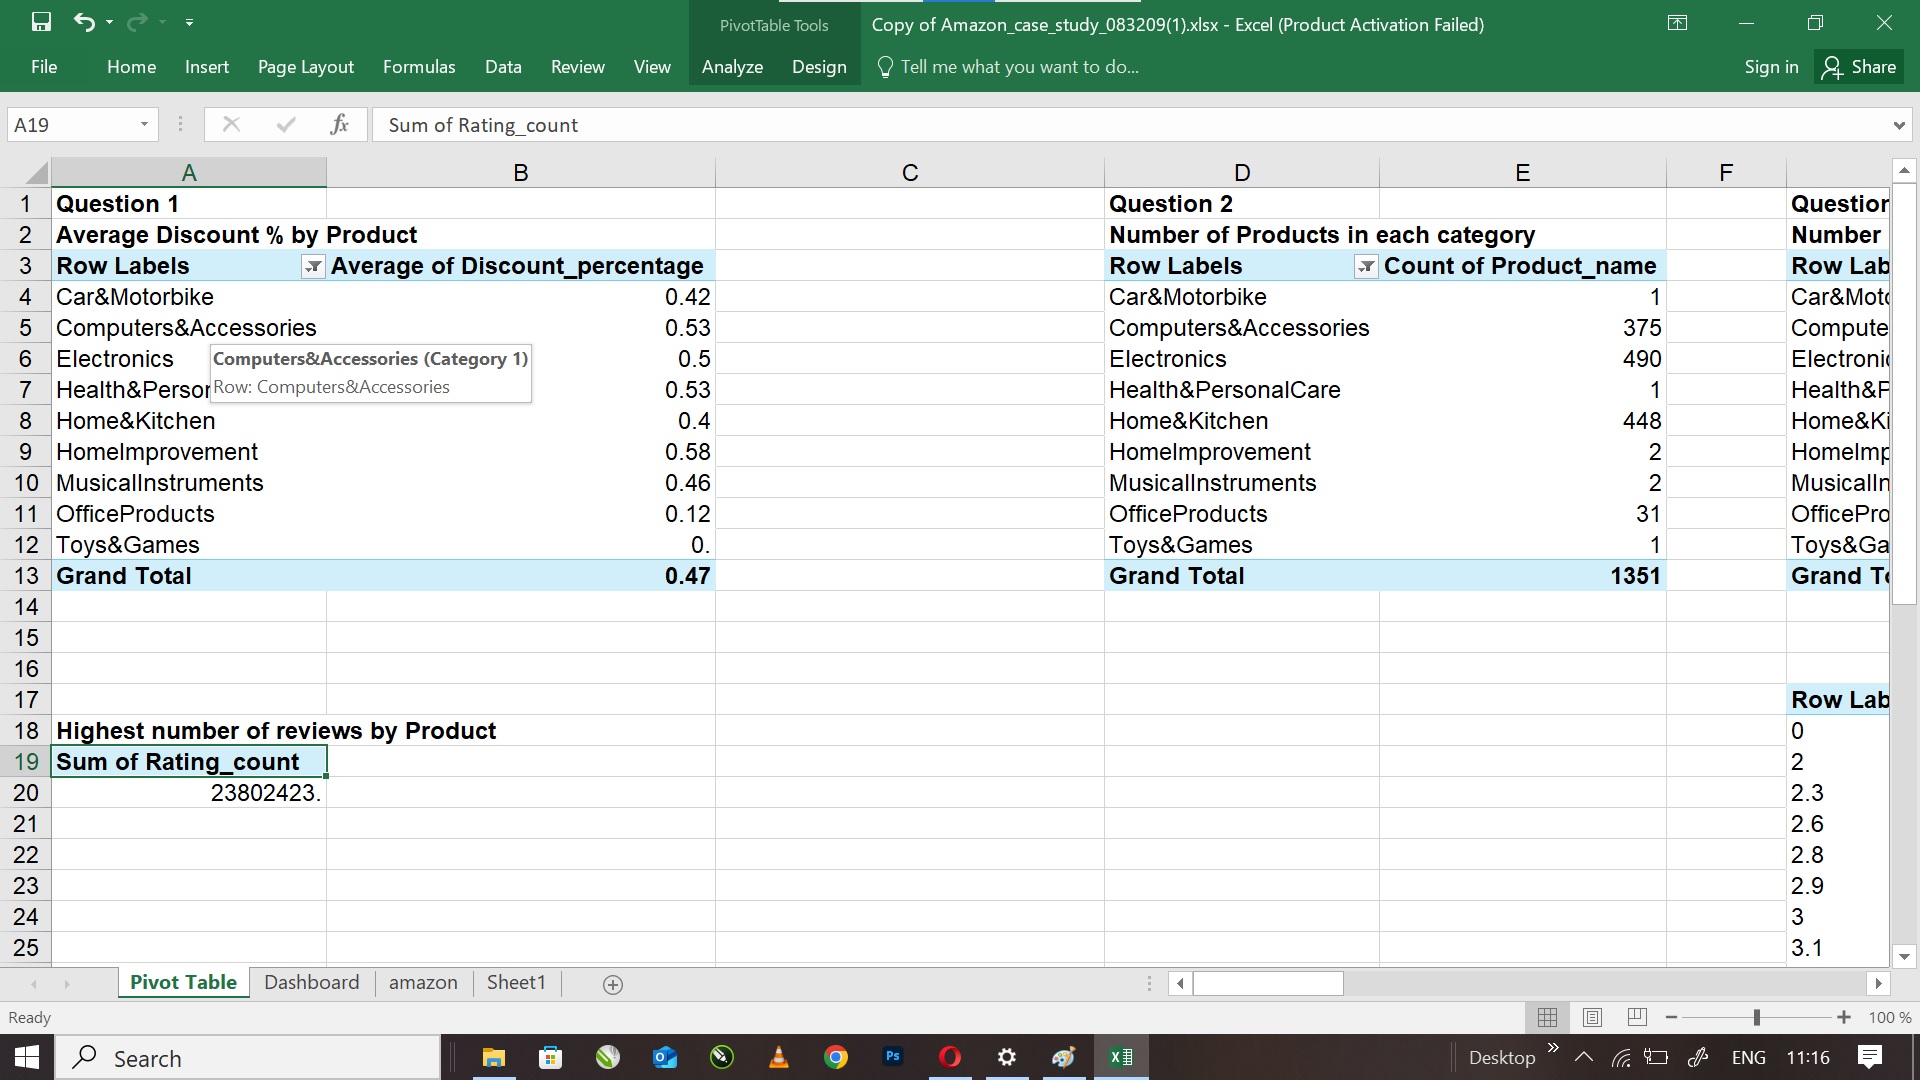 PivotTable Tools
Copy of Amazon_case_study_083209(1).xlsx - Excel (Product Activation Failed)
File Home Insert Page Layout Formulas Data Review View Analyze Design Tell me what you want to do... Sign in Share
A19 fx Sum of Rating_count
A B C D E F
1 Question 1 Question 2 Question
2 Average Discount % by Product Number of Products in each category Number
3 Row Labels Average of Discount_percentage Row Labels Count of Product_name Row Lab
4 Car&Motorbike 0.42 Car&Motorbike 1 Car&Moto
5 Computers&Accessories 0.53 Computers&Accessories 375 Compute
6 Electronics 0.5 Electronics 490 Electronic
Computers&Accessories (Category 1)
7 Health&Person 0.53 Health&PersonalCare 1 Health&P
Row: Computers&Accessories
8 Home&Kitchen 0.4 Home&Kitchen 448 Home&Ki
9 HomeImprovement 0.58 HomeImprovement 2 HomeImp
10 MusicalInstruments 0.46 MusicalInstruments 2 MusicalIn
11 OfficeProducts 0.12 OfficeProducts 31 OfficePro
12 Toys&Games 0. Toys&Games 1 Toys&Ga
13 Grand Total 0.47 Grand Total 1351 Grand To
14
15
16
17 Row Lab
18 Highest number of reviews by Product 0
19 Sum of Rating_count 2
20 23802423. 2.3
21 2.6
22 2.8
23 2.9
24 3
25 3.1
Pivot Table Dashboard amazon Sheet1
Ready 100 %
Search Ps Desktop ENG 11:16